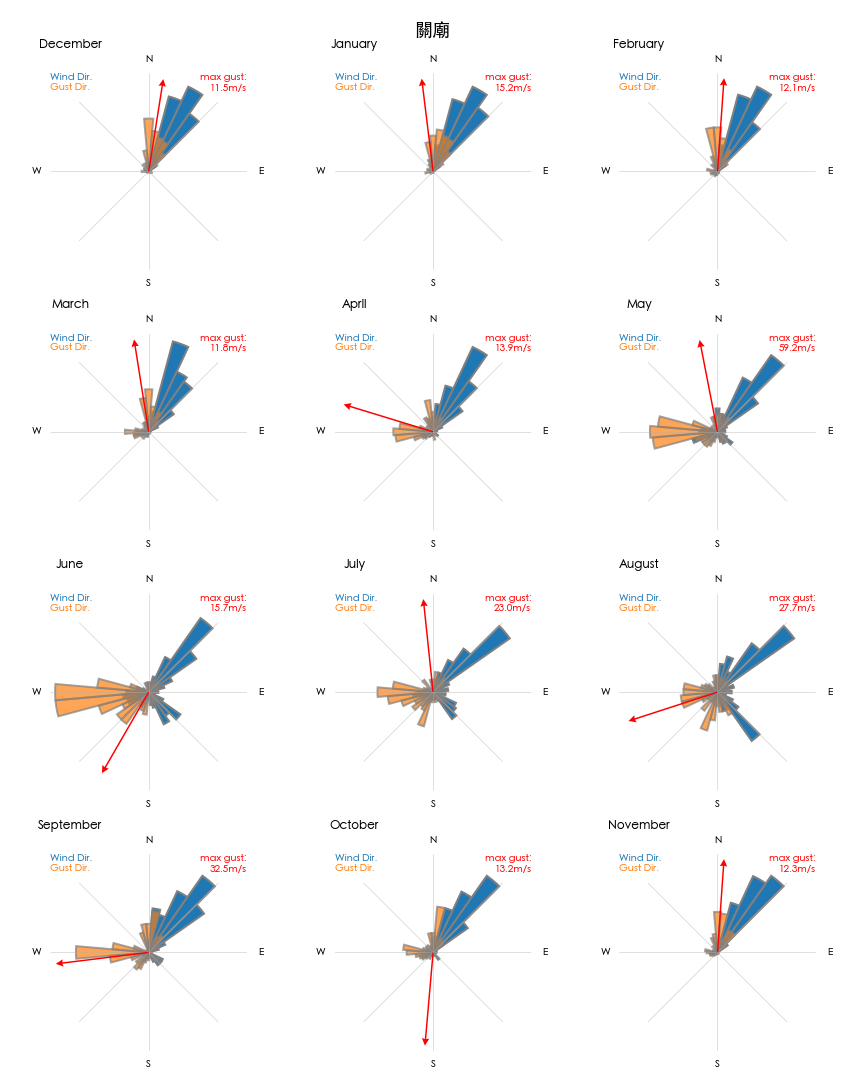 關廟
December
N
Wind Dir.
Gust Dir.
max gust:
11.5m/s
W
E
S
January
N
Wind Dir.
Gust Dir.
max gust:
15.2m/s
W
E
S
February
N
Wind Dir.
Gust Dir.
max gust:
12.1m/s
W
E
S
March
N
Wind Dir.
Gust Dir.
max gust:
11.8m/s
W
E
S
April
N
Wind Dir.
Gust Dir.
max gust:
13.9m/s
W
E
S
May
N
Wind Dir.
Gust Dir.
max gust:
59.2m/s
W
E
S
June
N
Wind Dir.
Gust Dir.
max gust:
15.7m/s
W
E
S
July
N
Wind Dir.
Gust Dir.
max gust:
23.0m/s
W
E
S
August
N
Wind Dir.
Gust Dir.
max gust:
27.7m/s
W
E
S
September
N
Wind Dir.
Gust Dir.
max gust:
32.5m/s
W
E
S
October
N
Wind Dir.
Gust Dir.
max gust:
13.2m/s
W
E
S
November
N
Wind Dir.
Gust Dir.
max gust:
12.3m/s
W
E
S